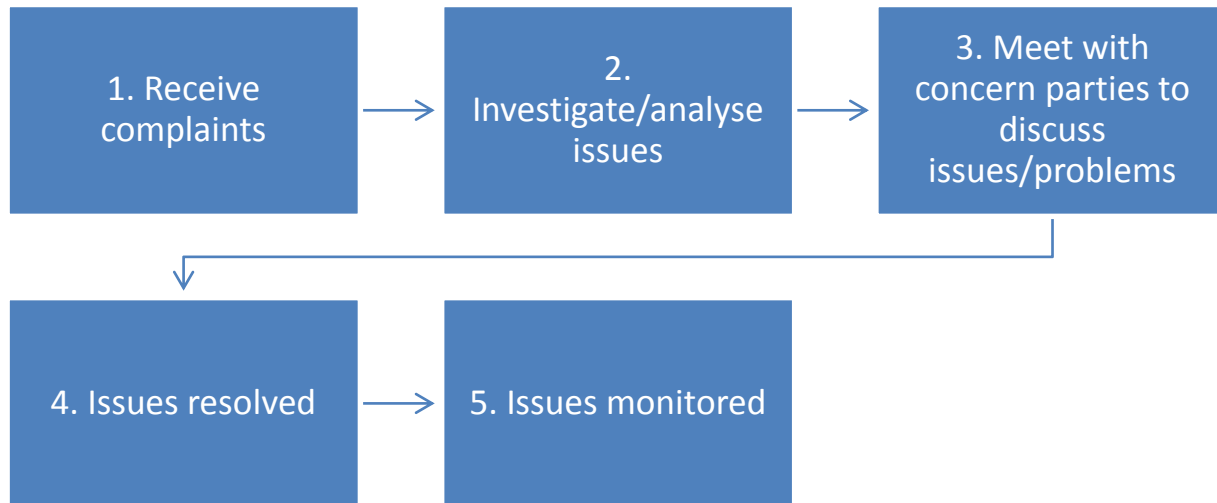 1. Receive
complaints
2.
Investigate/analyse
issues
3. Meet with
concern parties to
discuss
issues/problems
4. Issues resolved
5. Issues monitored